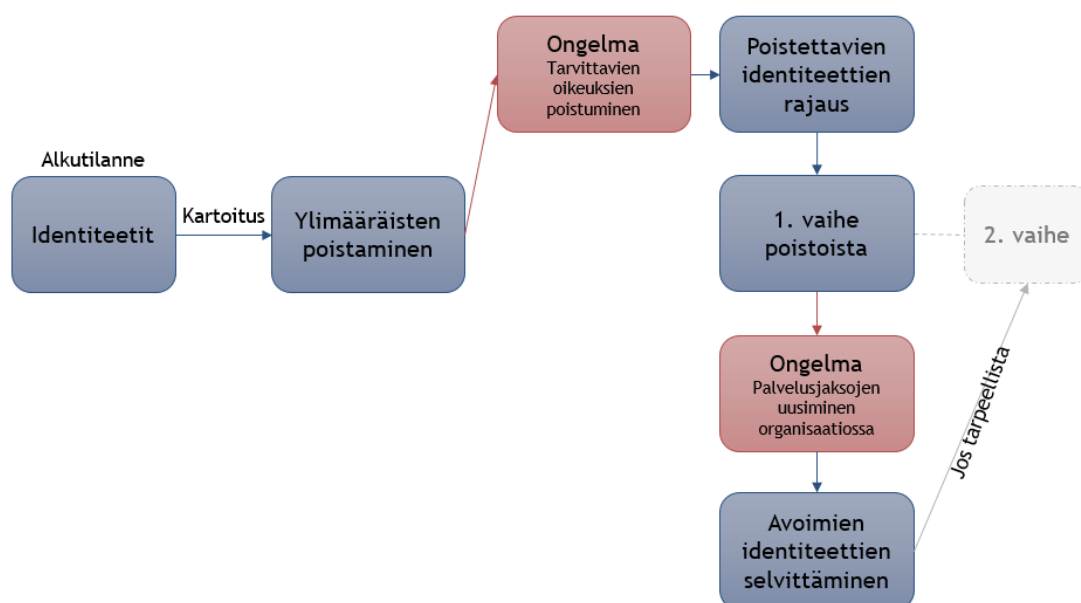 Alkutilanne
Identiteetit
Kartoitus
Ylimääräisten
poistaminen
Ongelma
Tarvittavien
oikeuksien
poistuminen
Poistettavien
identiteettien
rajaus
1. vaihe
poistoista
2. vaihe
Ongelma
Palvelusjaksojen
uusiminen
organisaatiossa
Avoimien
identiteettien
selvittäminen
Jos tarpeellista